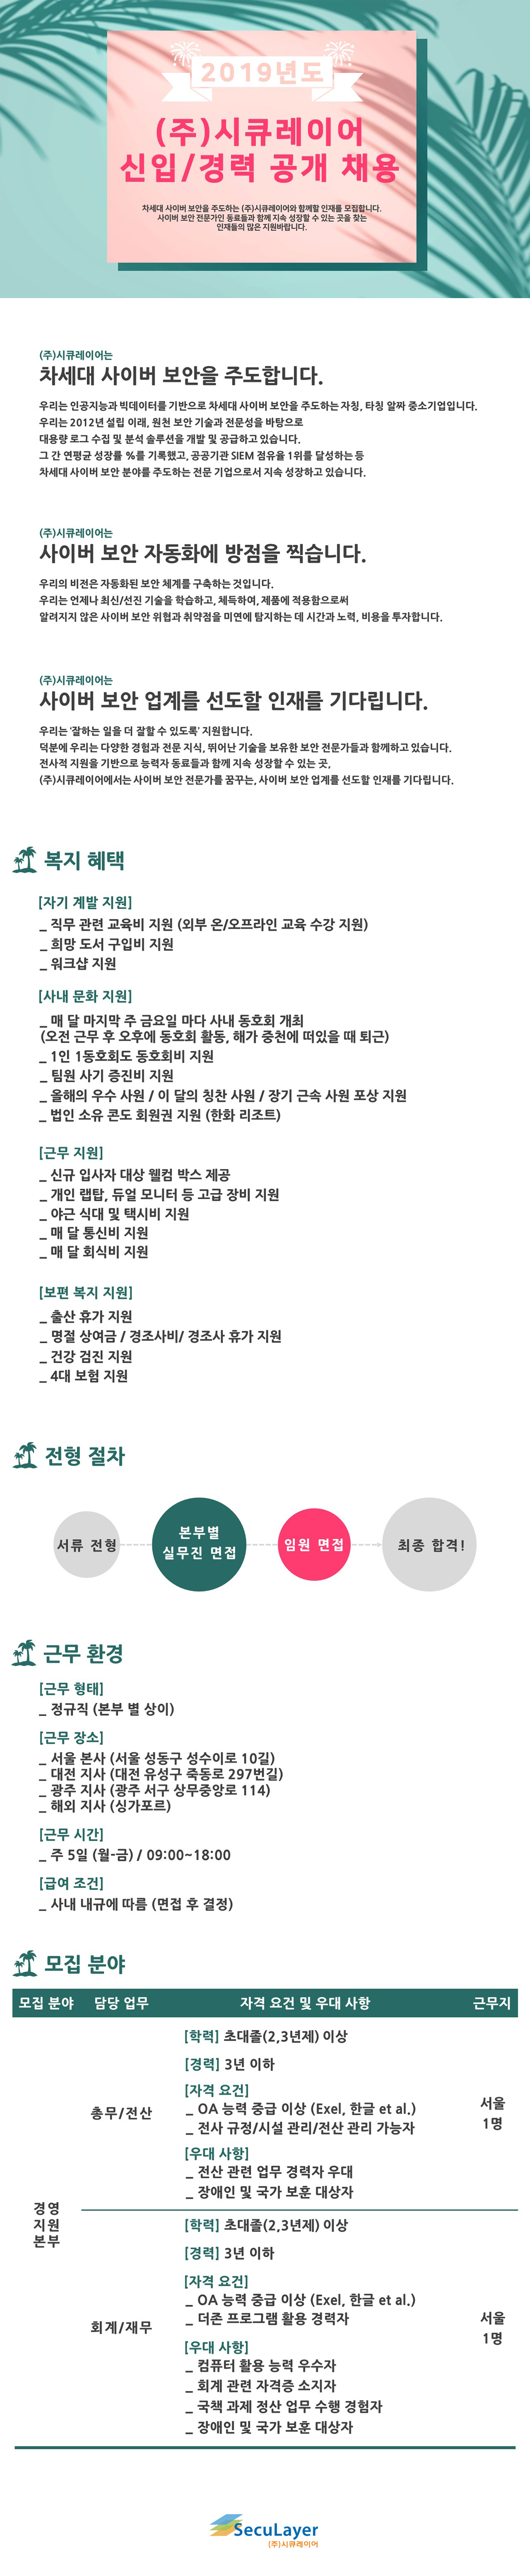 2019년도
(주)시큐레이어
신입/경력 공개 채용
차세대 사이버 보안을 주도하는 (주)시큐레이어와 함께할 인재를 모집합니다.
사이버 보안 전문가인 동료들과 함께 지속 성장할 수 있는 곳을 찾는
인재들의 많은 지원바랍니다.
(주)시큐레이어는
차세대 사이버 보안을 주도합니다.
우리는 인공지능과 빅데이터를 기반으로 차세대 사이버 보안을 주도하는 자칭, 타칭 알짜 중소기업입니다.
우리는 2012년 설립 이래, 원천 보안 기술과 전문성을 바탕으로
대용량 로그 수집 및 분석 솔루션을 개발 및 공급하고 있습니다.
그 간 연평균 성장률 %를 기록했고, 공공기관 SIEM 점유율 1위를 달성하는 등
차세대 사이버 보안 분야를 주도하는 전문 기업으로서 지속 성장하고 있습니다.
(주)시큐레이어는
사이버 보안 자동화에 방점을 찍습니다.
우리의 비전은 자동화된 보안 체계를 구축하는 것입니다.
우리는 언제나 최신/선진 기술을 학습하고, 체득하여, 제품에 적용함으로써
알려지지 않은 사이버 보안 위협과 취약점을 미연에 탐지하는 데 시간과 노력, 비용을 투자합니다.
(주)시큐레이어는
사이버 보안 업계를 선도할 인재를 기다립니다.
우리는 '잘하는 일을 더 잘할 수 있도록' 지원합니다.
덕분에 우리는 다양한 경험과 전문 지식, 뛰어난 기술을 보유한 보안 전문가들과 함께하고 있습니다.
전사적 지원을 기반으로 능력자 동료들과 함께 지속 성장할 수 있는 곳,
(주)시큐레이어에서는 사이버 보안 전문가를 꿈꾸는, 사이버 보안 업계를 선도할 인재를 기다립니다.
복지 혜택
[자기 계발 지원]
_ 직무 관련 교육비 지원 (외부 온/오프라인 교육 수강 지원)
_ 희망 도서 구입비 지원
_ 워크샵 지원
[사내 문화 지원]
_ 매 달 마지막 주 금요일 마다 사내 동호회 개최
(오전 근무 후 오후에 동호회 활동, 해가 중천에 떠있을 때 퇴근)
_ 1인 1동호회도 동호회비 지원
_ 팀원 사기 증진비 지원
_ 올해의 우수 사원 / 이 달의 칭찬 사원 / 장기 근속 사원 포상 지원
_ 법인 소유 콘도 회원권 지원 (한화 리조트)
[근무 지원]
_ 신규 입사자 대상 웰컴 박스 제공
_ 개인 랩탑, 듀얼 모니터 등 고급 장비 지원
_ 야근 식대 및 택시비 지원
_ 매 달 통신비 지원
_ 매 달 회식비 지원
[보편 복지 지원]
_ 출산 휴가 지원
_ 명절 상여금 / 경조사비/ 경조사 휴가 지원
_ 건강 검진 지원
_ 4대 보험 지원
전형 절차
서류 전형
본부별
실무진 면접
임원 면접
최종 합격!
근무 환경
[근무 형태]
_ 정규직 (본부 별 상이)
[근무 장소]
_ 서울 본사 (서울 성동구 성수이로 10길)
_ 대전 지사 (대전 유성구 죽동로 297번길)
_ 광주 지사 (광주 서구 상무중앙로 114)
_ 해외 지사 (싱가포르)
[근무 시간]
_ 주 5일 (월-금) / 09:00~18:00
[급여 조건]
_ 사내 내규에 따름 (면접 후 결정)
모집 분야
모집 분야 담당 업무 자격 요건 및 우대 사항 근무지
경영
지원
본부
총무/전산
[학력] 초대졸(2,3년제) 이상
[경력] 3년 이하
[자격 요건]
_ OA 능력 중급 이상 (Exel, 한글 et al.)
_ 전사 규정/시설 관리/전산 관리 가능자
[우대 사항]
_ 전산 관련 업무 경력자 우대
_ 장애인 및 국가 보훈 대상자
서울
1명
회계/재무
[학력] 초대졸(2,3년제) 이상
[경력] 3년 이하
[자격 요건]
_ OA 능력 중급 이상 (Exel, 한글 et al.)
_ 더존 프로그램 활용 경력자
[우대 사항]
_ 컴퓨터 활용 능력 우수자
_ 회계 관련 자격증 소지자
_ 국책 과제 정산 업무 수행 경험자
_ 장애인 및 국가 보훈 대상자
서울
1명
SecuLayer
(주)시큐레이어